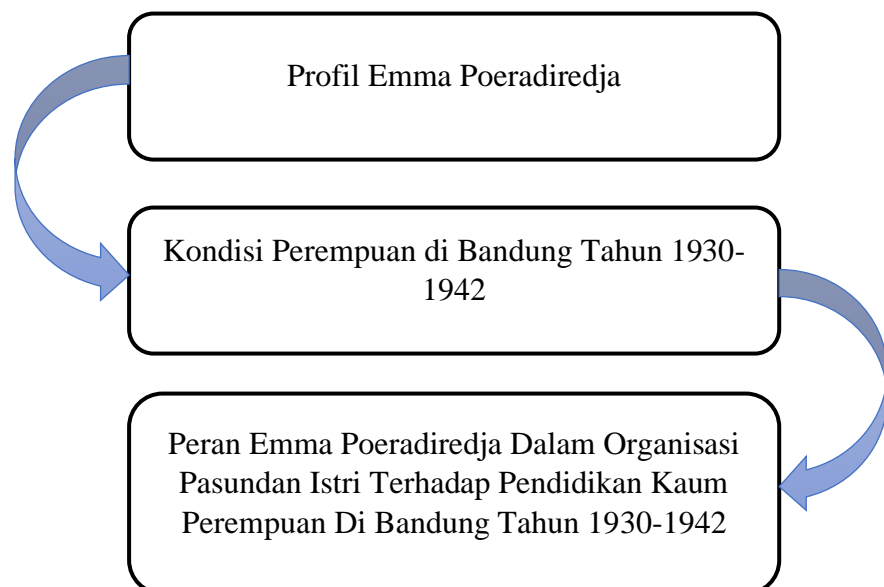 Profil Emma Poeradiredja
Kondisi Perempuan di Bandung Tahun 1930-
1942
Peran Emma Poeradiredja Dalam Organisasi
Pasundan Istri Terhadap Pendidikan Kaum
Perempuan Di Bandung Tahun 1930-1942